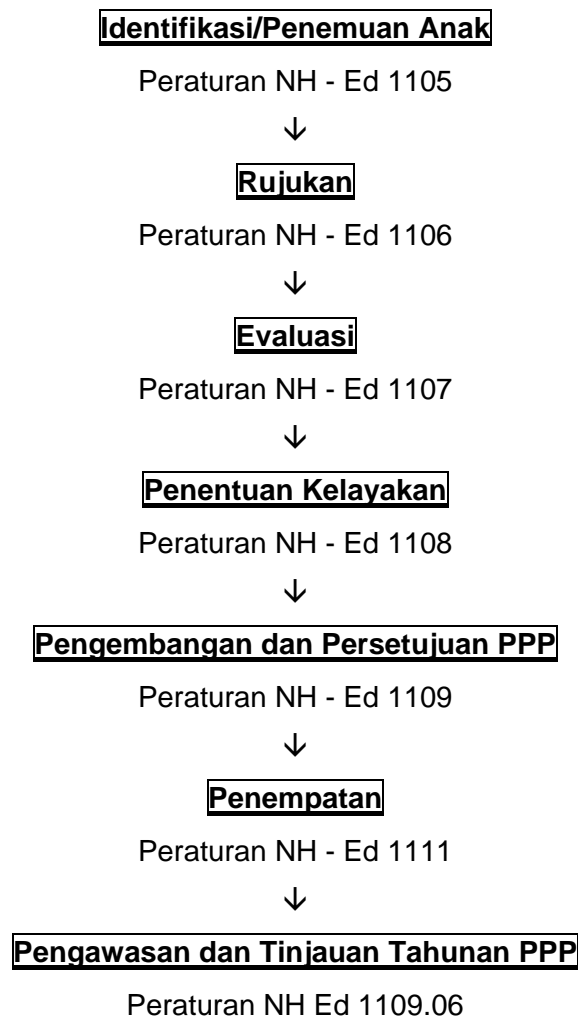 Identifikasi/Penemuan Anak
Peraturan NH - Ed 1105
↓
Rujukan
Peraturan NH - Ed 1106
↓
Evaluasi
Peraturan NH - Ed 1107
↓
Penentuan Kelayakan
Peraturan NH - Ed 1108
↓
Pengembangan dan Persetujuan PPP
Peraturan NH - Ed 1109
↓
Penempatan
Peraturan NH - Ed 1111
↓
Pengawasan dan Tinjauan Tahunan PPP
Peraturan NH Ed 1109.06